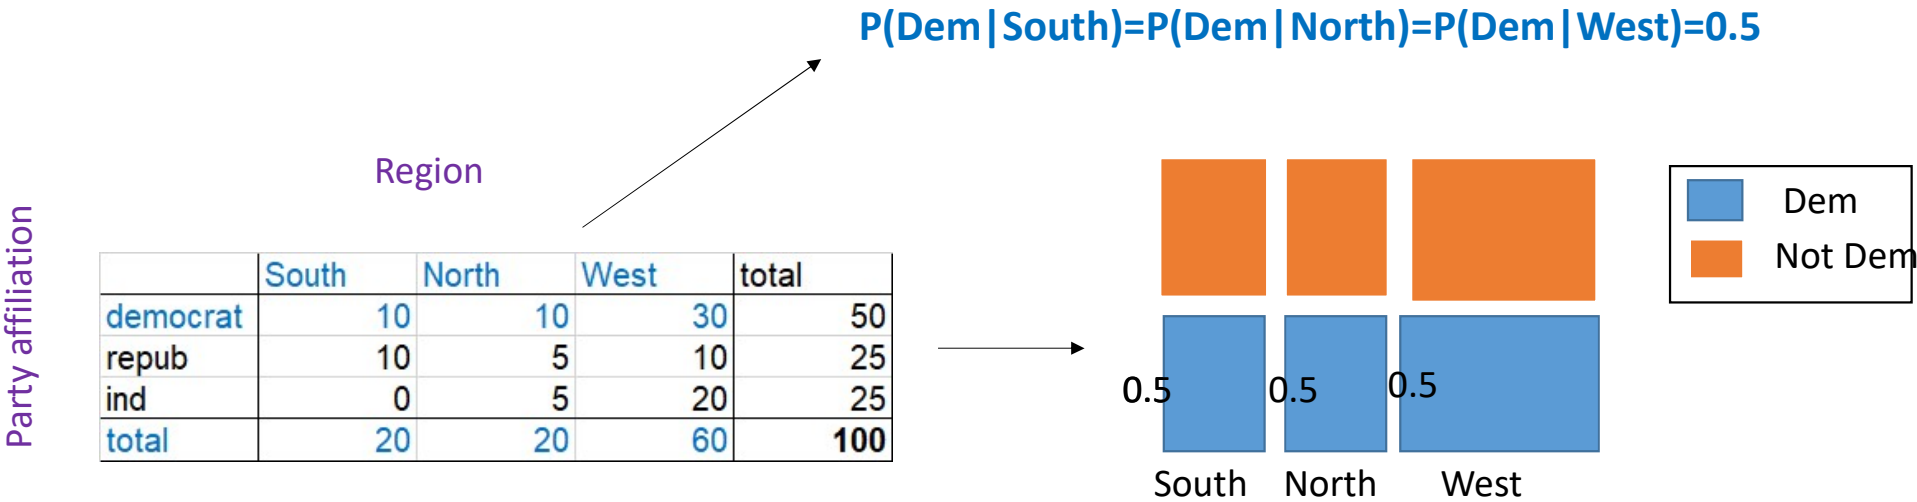 P(Dem|South)=P(Dem|North)=P(Dem|West)=0.5
Region
Party affiliation
South North West total
democrat 10 10 30 50
repub 10 5 10 25
ind 0 5 20 25
total 20 20 60 100
0.5 0.5 0.5
South North West
Dem
Not Dem